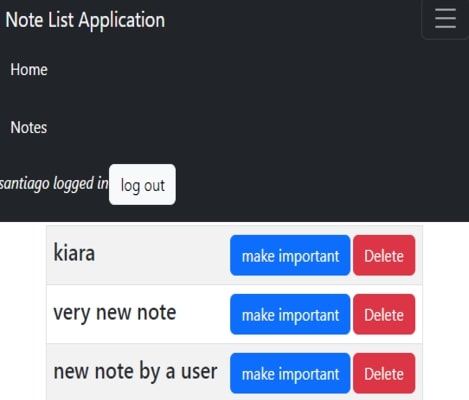 Note List Application
Home
Notes
santiago logged in log out
kiara make important Delete
very new note make important Delete
new note by a user make important Delete